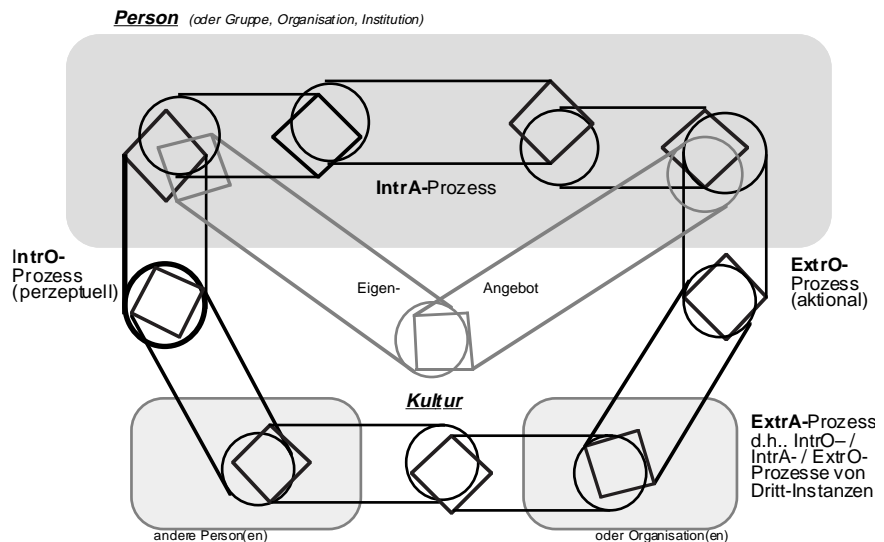 Person (oder Gruppe, Organisation, Institution)
IntrA-Prozess
IntrO-
Prozess
(perzeptuell)
Eigen- Angebot
ExtrO-
Prozess
(aktional)
Kultur
ExtrA-Prozess
d.h.. IntrO– /
IntrA- / ExtrO-
Prozesse von
Dritt-Instanzen
andere Person(en) oder Organisation(en)